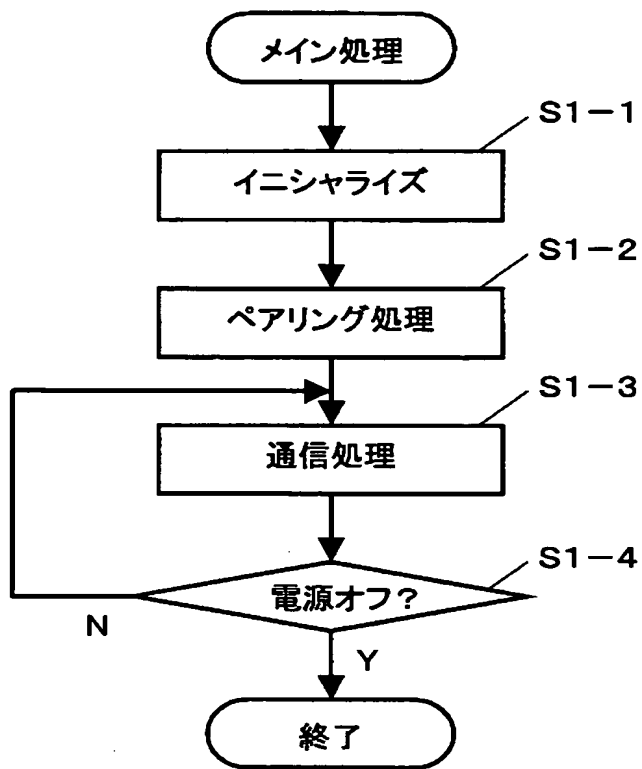 メイン処理
S1-1
イニシャライズ
S1-2
ペアリング処理
S1-3
通信処理
S1-4
電源オフ?
N
Y
終了